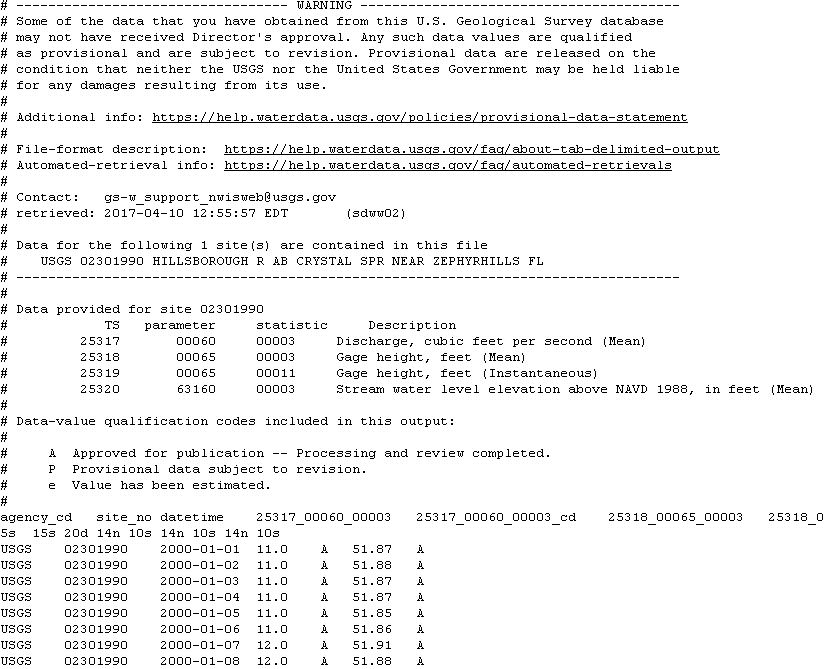 # ---------------------------------- WARNING ----------------------------------------
# Some of the data that you have obtained from this U.S. Geological Survey database
# may not have received Director's approval. Any such data values are qualified
# as provisional and are subject to revision. Provisional data are released on the
# condition that neither the USGS nor the United States Government may be held liable
# for any damages resulting from its use.
#
# Additional info: https://help.waterdata.usgs.gov/policies/provisional-data-statement
#
# File-format description:  https://help.waterdata.usgs.gov/faq/about-tab-delimited-output
# Automated-retrieval info: https://help.waterdata.usgs.gov/faq/automated-retrievals
#
# Contact:   gs-w_support_nwisweb@usgs.gov
# retrieved: 2017-04-10 12:55:57 EDT       (sdww02)
#
# Data for the following 1 site(s) are contained in this file
#    USGS 02301990 HILLSBOROUGH R AB CRYSTAL SPR NEAR ZEPHYRHILLS FL
# -----------------------------------------------------------------------------------
#
# Data provided for site 02301990
#            TS   parameter     statistic     Description
#         25317       00060     00003     Discharge, cubic feet per second (Mean)
#         25318       00065     00003     Gage height, feet (Mean)
#         25319       00065     00011     Gage height, feet (Instantaneous)
#         25320       63160     00003     Stream water level elevation above NAVD 1988, in feet (Mean)
#
# Data-value qualification codes included in this output:
#
#     A  Approved for publication -- Processing and review completed.
#     P  Provisional data subject to revision.
#     e  Value has been estimated.
#
agency_cd   site_no datetime    25317_00060_00003   25317_00060_00003_cd    25318_00065_00003   25318_0
5s  15s 20d 14n 10s 14n 10s 14n 10s
USGS    02301990    2000-01-01  11.0    A   51.87   A
USGS    02301990    2000-01-02  11.0    A   51.88   A
USGS    02301990    2000-01-03  11.0    A   51.87   A
USGS    02301990    2000-01-04  11.0    A   51.87   A
USGS    02301990    2000-01-05  11.0    A   51.85   A
USGS    02301990    2000-01-06  11.0    A   51.86   A
USGS    02301990    2000-01-07  12.0    A   51.91   A
USGS    02301990    2000-01-08  12.0    A   51.88   A